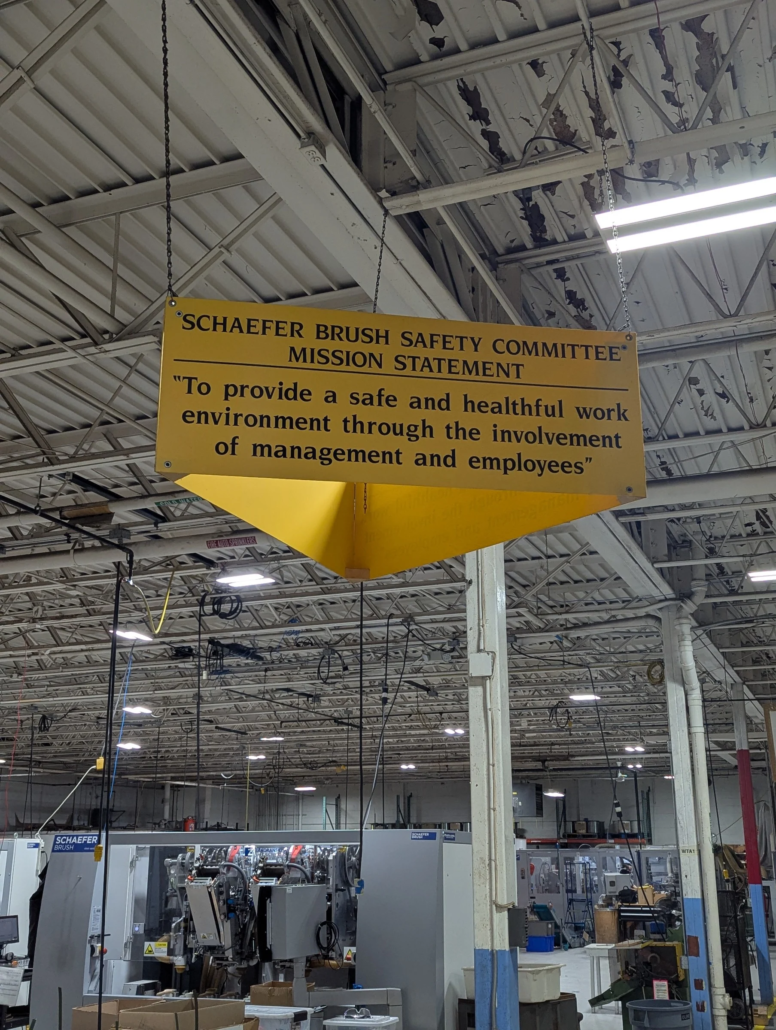 SCHAEFER BRUSH SAFETY COMMITTEE
MISSION STATEMENT
"To provide a safe and healthful work
environment through the involvement
of management and employees"
SCHAEFER
BRUSH